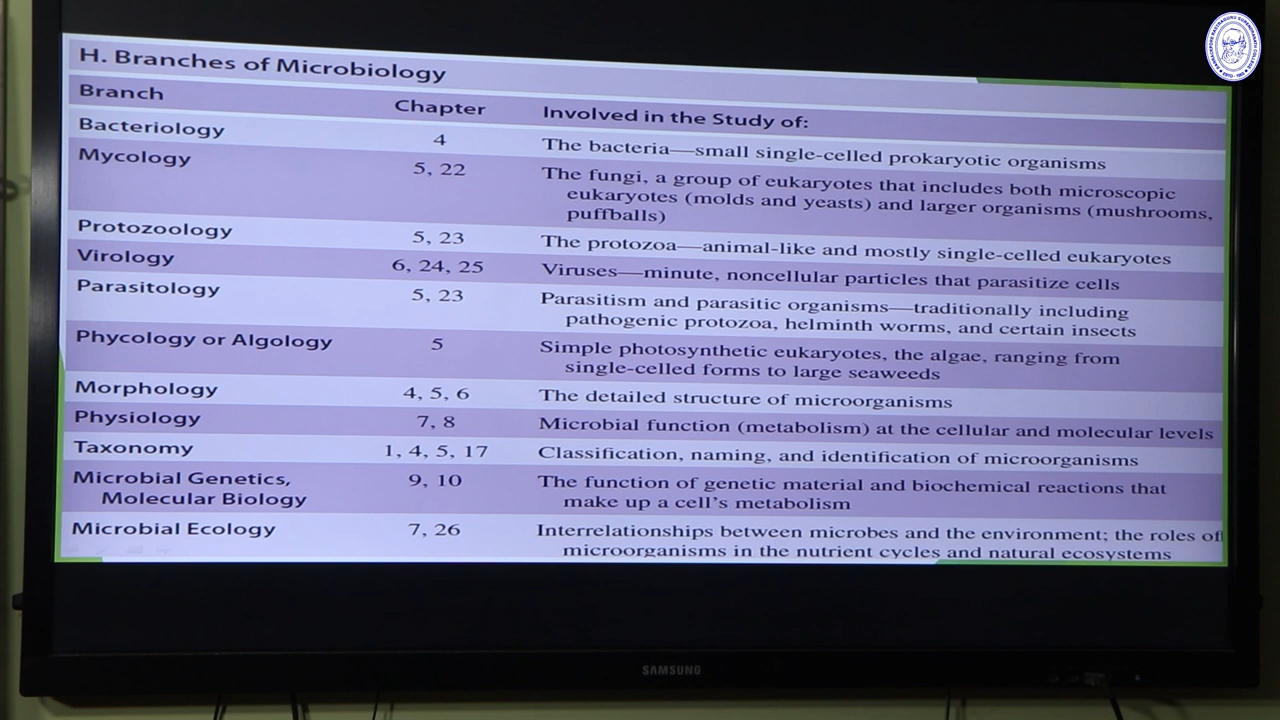 H. Branches of Microbiology
Branch Chapter Involved in the Study of:
Bacteriology 4 The bacteria—small single-celled prokaryotic organisms
Mycology 5, 22 The fungi, a group of eukaryotes that includes both microscopic
eukaryotes (molds and yeasts) and larger organisms (mushrooms,
puffballs)
Protozoology 5, 23 The protozoa—animal-like and mostly single-celled eukaryotes
Virology 6, 24, 25 Viruses—minute, noncellular particles that parasitize cells
Parasitology 5, 23 Parasitism and parasitic organisms—traditionally including
pathogenic protozoa, helminth worms, and certain insects
Phycology or Algology 5 Simple photosynthetic eukaryotes, the algae, ranging from
single-celled forms to large seaweeds
Morphology 4, 5, 6 The detailed structure of microorganisms
Physiology 7, 8 Microbial function (metabolism) at the cellular and molecular levels
Taxonomy 1, 4, 5, 17 Classification, naming, and identification of microorganisms
Microbial Genetics, 9, 10 The function of genetic material and biochemical reactions that
Molecular Biology make up a cell's metabolism
Microbial Ecology 7, 26 Interrelationships between microbes and the environment; the roles of
microorganisms in the nutrient cycles and natural ecosystems
SAMSUNG